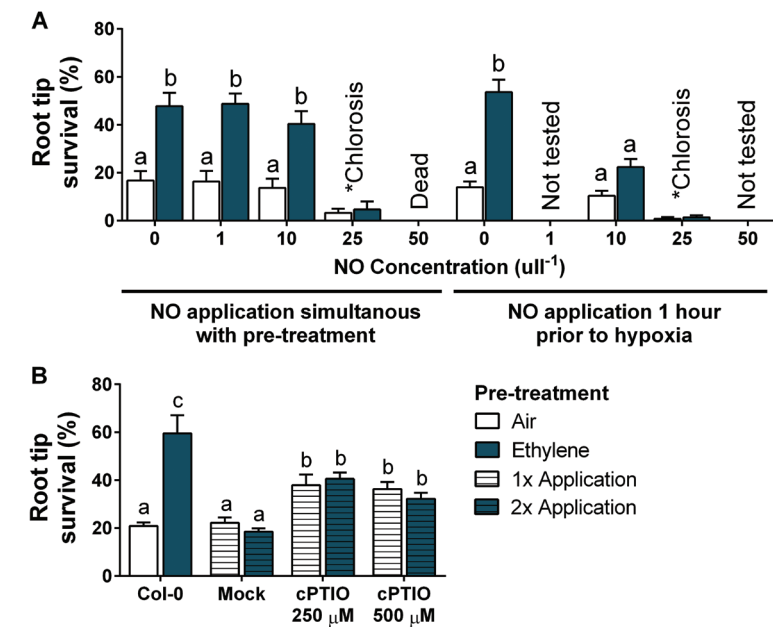 A
Root tip
survival (%)
80
60
40
20
0
a
b
a
b
a
b
*Chlorosis
Dead
a
b
Not tested
a
a
*Chlorosis
Not tested
0 1 10 25 50 0 1 10 25 50
NO Concentration (ull-1)
NO application simultanous
with pre-treatment
NO application 1 hour
prior to hypoxia
B
Root tip
survival (%)
80
60
40
20
0
a
c
a
a
b
b
b
b
Col-0 Mock cPTIO cPTIO
250 μM 500 μM
Pre-treatment
Air
Ethylene
1x Application
2x Application